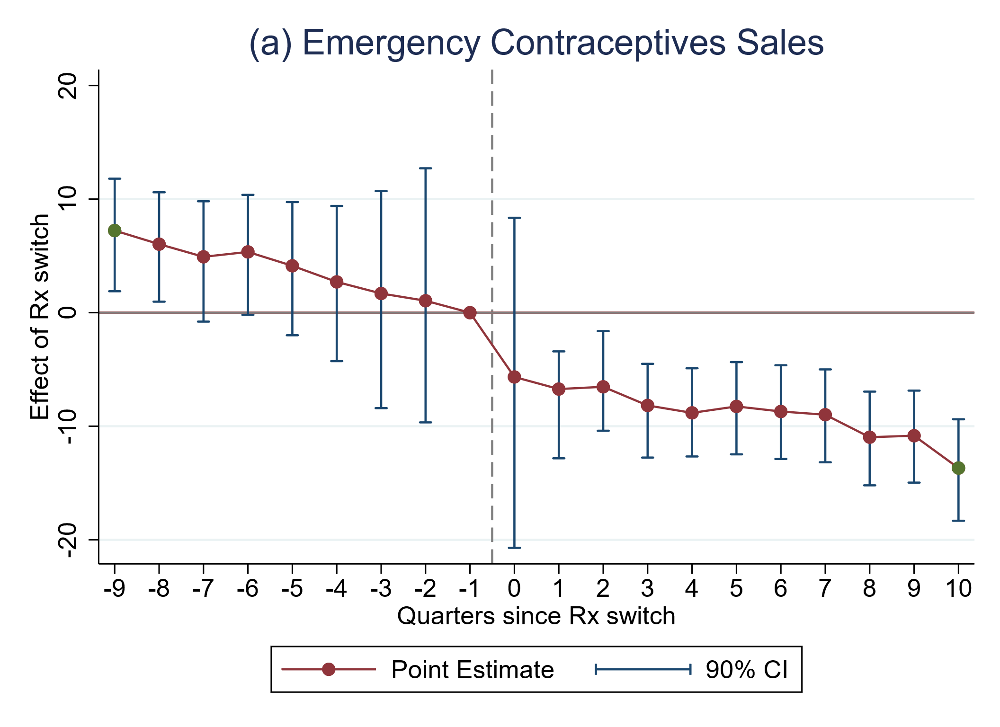 (a) Emergency Contraceptives Sales
Effect of Rx switch
20
10
0
-10
-20
-9 -8 -7 -6 -5 -4 -3 -2 -1 0 1 2 3 4 5 6 7 8 9 10
Quarters since Rx switch
Point Estimate 90% CI